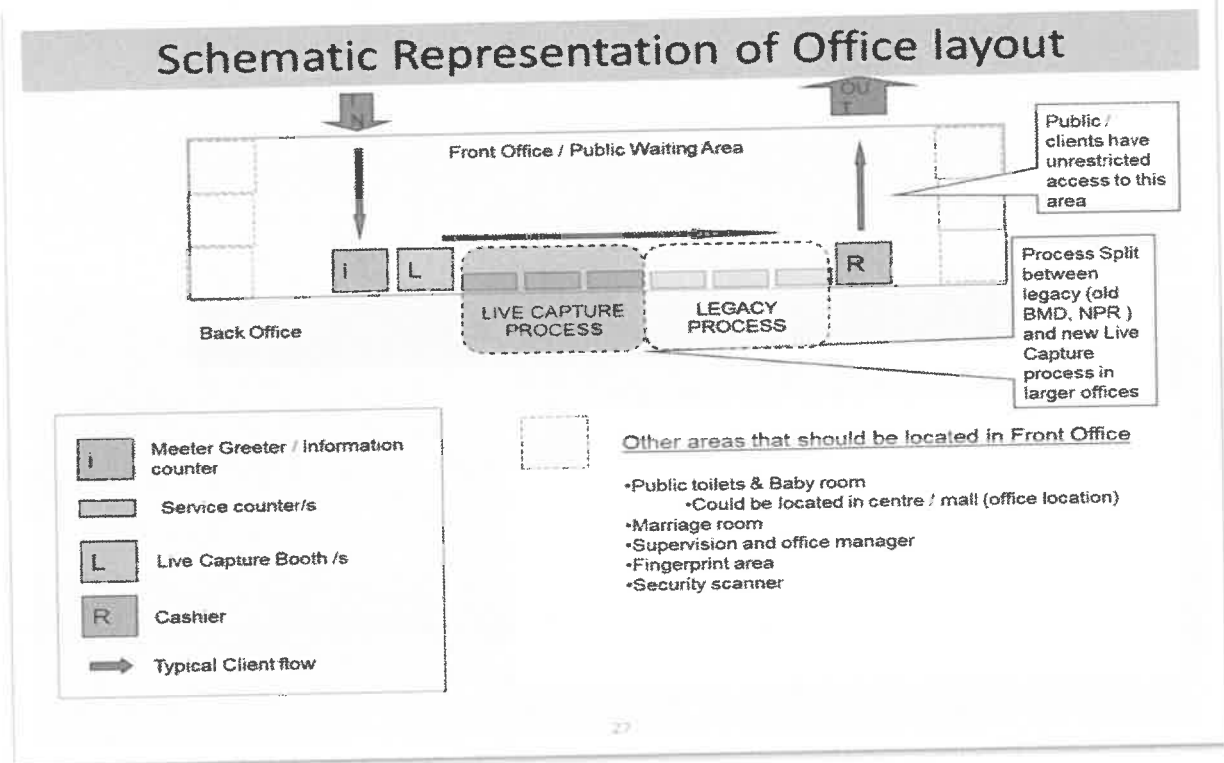 Schematic Representation of Office layout
IN
OUT
Front Office / Public Waiting Area
Public /
clients have
unrestricted
access to this
area
i
L
R
LIVE CAPTURE
PROCESS
LEGACY
PROCESS
Back Office
Process Split
between
legacy (old
BMD, NPR )
and new Live
Capture
process in
larger offices
i
Meeter Greeter / Information
counter
Service counter/s
L
Live Capture Booth /s
R
Cashier
Typical Client flow
Other areas that should be located in Front Office
•Public toilets & Baby room
•Could be located in centre / mall (office location)
•Marriage room
•Supervision and office manager
•Fingerprint area
•Security scanner
27